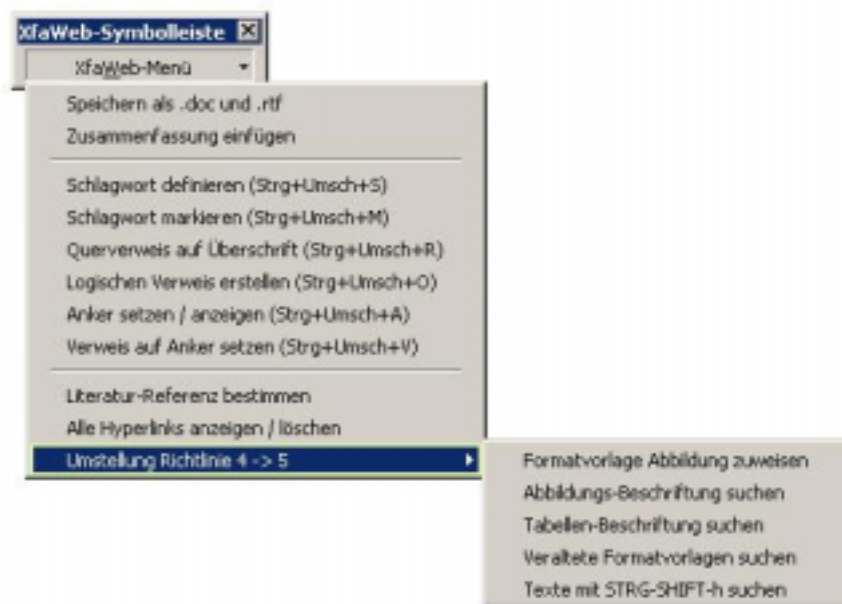 XfaWeb-Symbolleiste
XfaWeb-Menü
Speichern als .doc und .rtf
Zusammenfassung einfügen
Schlagwort definieren (Strg+Umsch+S)
Schlagwort markieren (Strg+Umsch+M)
Querverweis auf Überschrift (Strg+Umsch+R)
Logischen Verweis erstellen (Strg+Umsch+O)
Anker setzen / anzeigen (Strg+Umsch+A)
Verweis auf Anker setzen (Strg+Umsch+V)
Literatur-Referenz bestimmen
Alle Hyperlinks anzeigen / löschen
Umstellung Richtlinie 4 -> 5
Formatvorlage Abbildung zuweisen
Abbildungs-Beschriftung suchen
Tabellen-Beschriftung suchen
Veraltete Formatvorlagen suchen
Texte mit STRG-SHIFT-h suchen